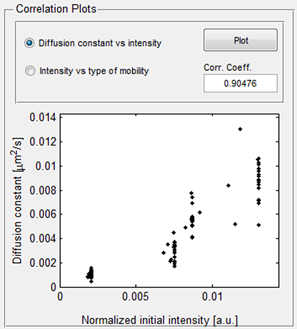 Correlation Plots
Diffusion constant vs intensity
Plot
Intensity vs type of mobility
Corr. Coeff.
0.90476
0.014
0.012
0.01
0.008
0.006
0.004
0.002
0
Diffusion constant [μm²/s]
0
0.005
0.01
Normalized initial intensity [a.u.]